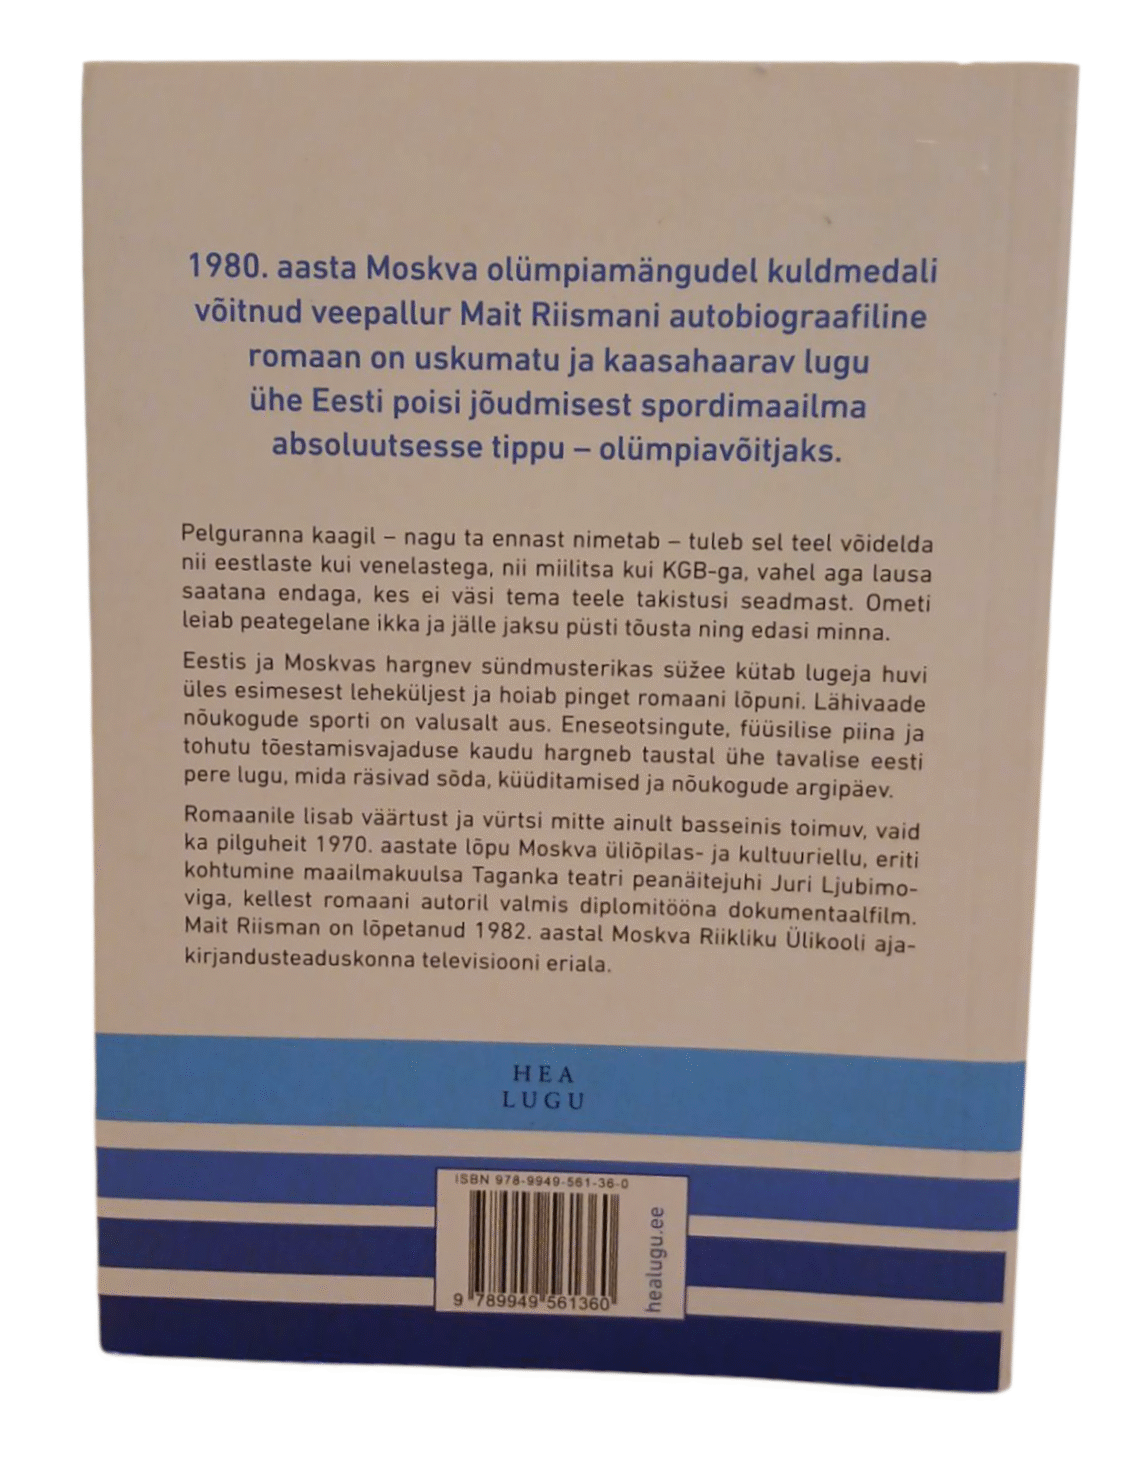 1980. aasta Moskva olümpiamängudel kuldmedali
võitnud veepallur Mait Riismani autobiograafiline
romaan on uskumatu ja kaasahaarav lugu
ühe Eesti poisi jõudmisest spordimaailma
absoluutsesse tippu – olümpiavõitjaks.
Pelguranna kaagil – nagu ta ennast nimetab – tuleb sel teel võidelda
nii eestlaste kui venelastega, nii miilitsa kui KGB-ga, vahel aga lausa
saatana endaga, kes ei väsi tema teele takistusi seadmast. Ometi
leiab peategelane ikka ja jälle jaksu püsti tõusta ning edasi minna.
Eestis ja Moskvas hargnev sündmusterikas süžee kütab lugeja huvi
üles esimesest leheküljest ja hoiab pinget romaani lõpuni. Lähivaade
nõukogude sporti on valusalt aus. Eneseotsingute, füüsilise piina ja
tohutu tõestamisvajaduse kaudu hargneb taustal ühe tavalise eesti
pere lugu, mida räsivad sõda, küüditamised ja nõukogude argipäev.
Romaanile lisab väärtust ja vürtsi mitte ainult basseinis toimuv, vaid
ka pilguheit 1970. aastate lõpu Moskva üliõpilas- ja kultuuriellu, eriti
kohtumine maailmakuulsa Taganka teatri peanäitejuhi Juri Ljubimo-
viga, kellest romaani autoril valmis diplomitööna dokumentaalfilm.
Mait Riisman on lõpetanud 1982. aastal Moskva Riikliku Ülikooli aja-
kirjandusteaduskonna televisiooni eriala.
HEA
LUGU
ISBN 978-9949-561-36-0
9 789949 561360
healugu.ee